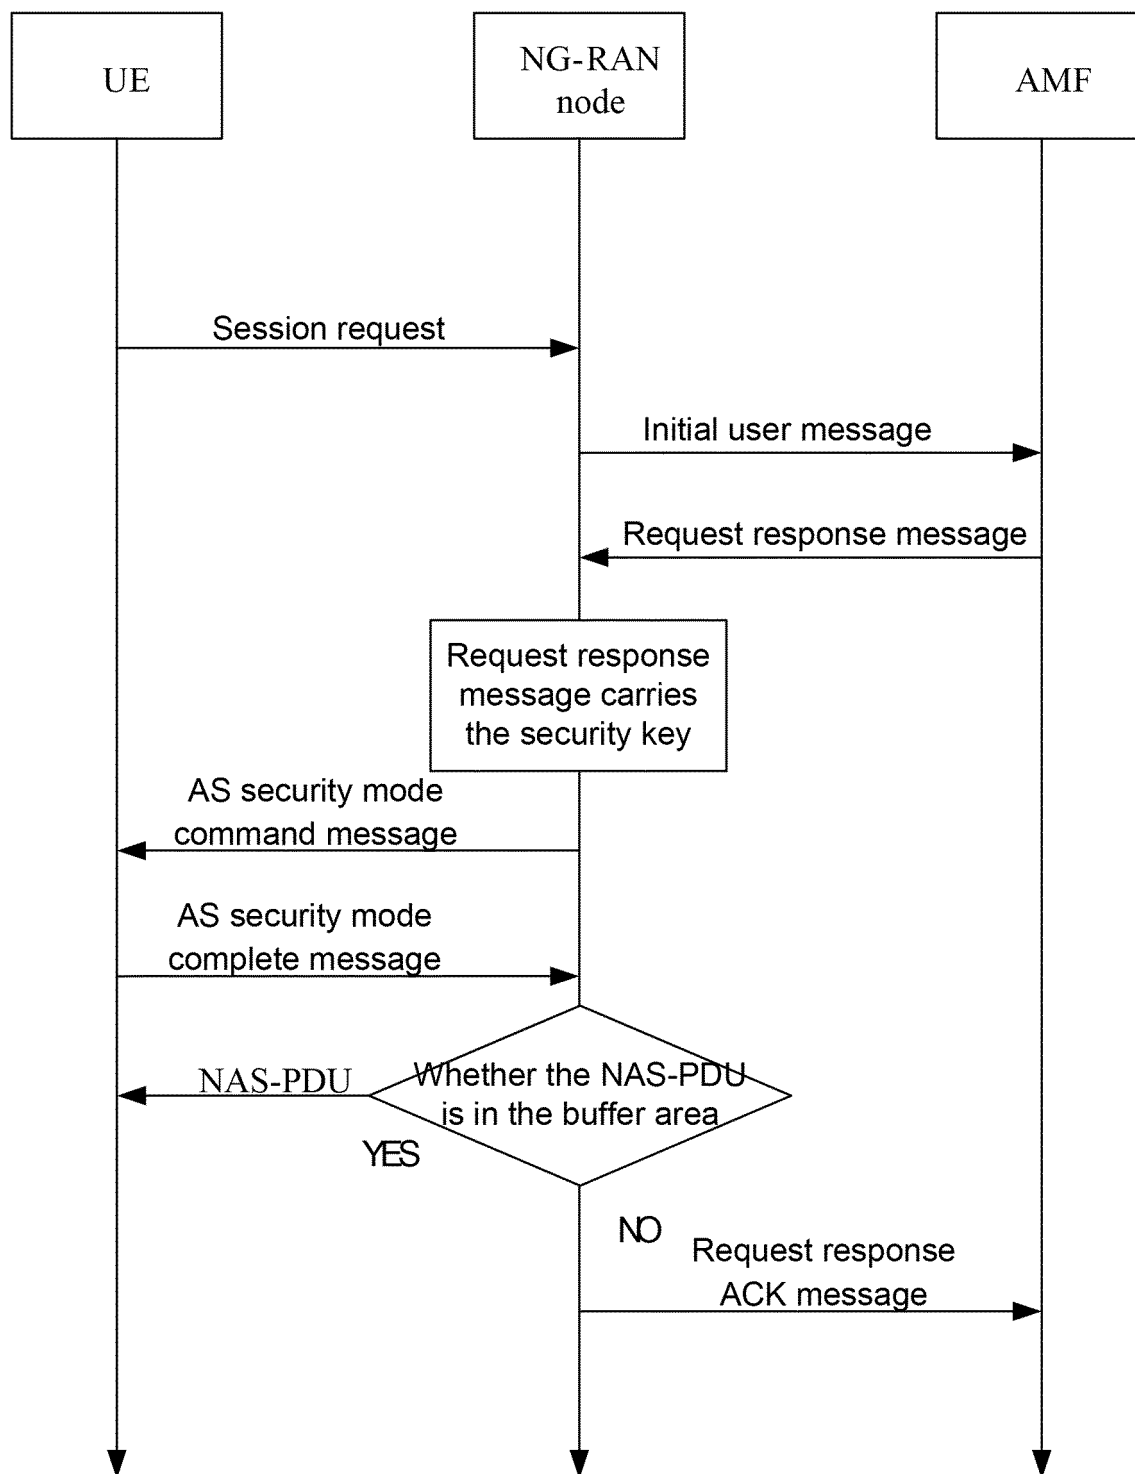 UE
NG-RAN
node
AMF
Session request
Initial user message
Request response message
Request response
message carries
the security key
AS security mode
command message
AS security mode
complete message
NAS-PDU
Whether the NAS-PDU
is in the buffer area
YES
NO
Request response
ACK message